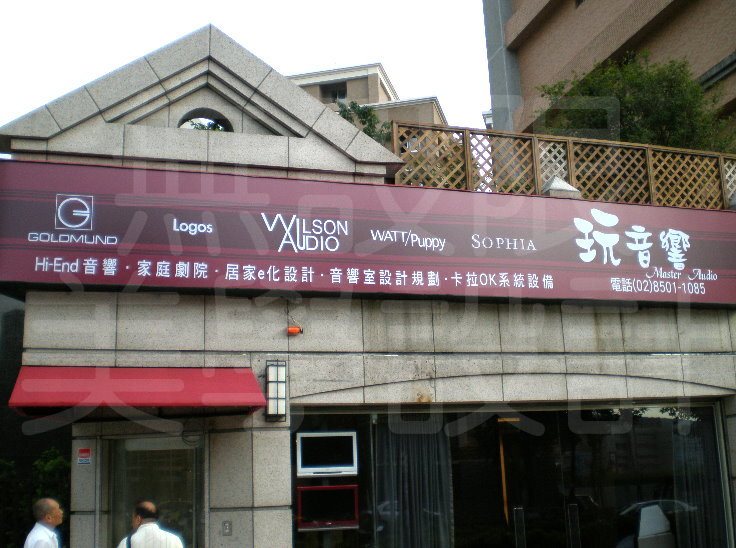 GOLDMUND Logos WILSON AUDIO WATT/Puppy SOPHIA 玩音響
Master Audio
Hi-End 音響·家庭劇院·居家e化設計·音響室設計規劃·卡拉OK系統設備 電話(02)8501-1085